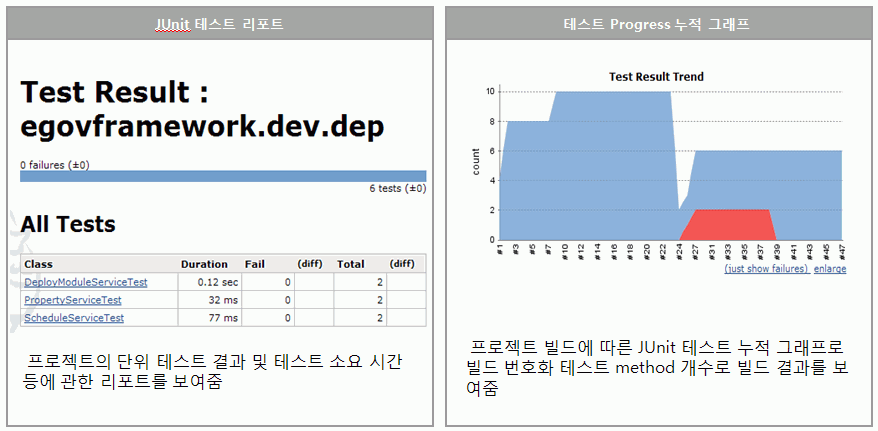 JUnit 테스트 리포트
Test Result :
egovframework.dev.dep
0 failures (±0)
6 tests (±0)
All Tests
Class Duration Fail (diff) Total (diff)
DeployModuleServiceTest 0.12 sec 0 2
PropertyServiceTest 32 ms 0 2
ScheduleServiceTest 77 ms 0 2
프로젝트의 단위 테스트 결과 및 테스트 소요 시간
등에 관한 리포트를 보여줌
테스트 Progress 누적 그래프
Test Result Trend
count
10
8
6
4
2
0
#1 #3 #5 #7 #10 #12 #14 #16 #18 #20 #22 #24 #27 #31 #33 #35 #37 #39 #41 #43 #45 #47
(just show failures) enlarge
프로젝트 빌드에 따른 JUnit 테스트 누적 그래프로
빌드 번호화 테스트 method 개수로 빌드 결과를 보
여줌